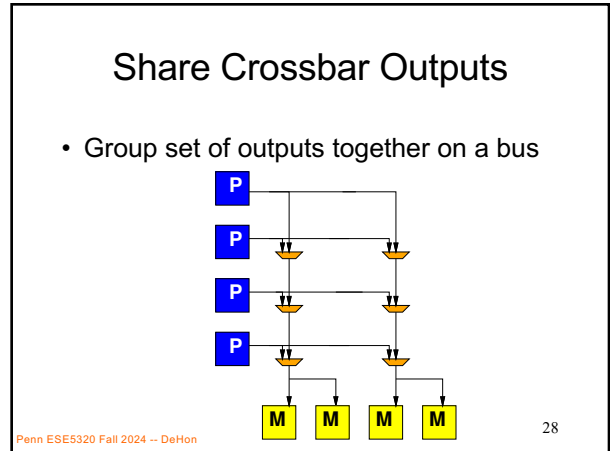 Share Crossbar Outputs
• Group set of outputs together on a bus
P
P
P
P
M M M M
Penn ESE5320 Fall 2024 -- DeHon
28